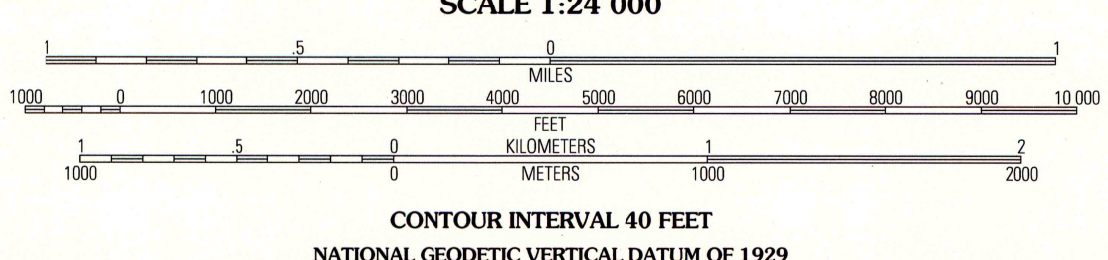 SCALE 1:24 000
1 .5 0 1
MILES
1000 0 1000 2000 3000 4000 5000 6000 7000 8000 9000 10 000
FEET
1 .5 0 KILOMETERS 1 2
1000 0 METERS 1000 2000
CONTOUR INTERVAL 40 FEET
NATIONAL GEODETIC VERTICAL DATUM OF 1929